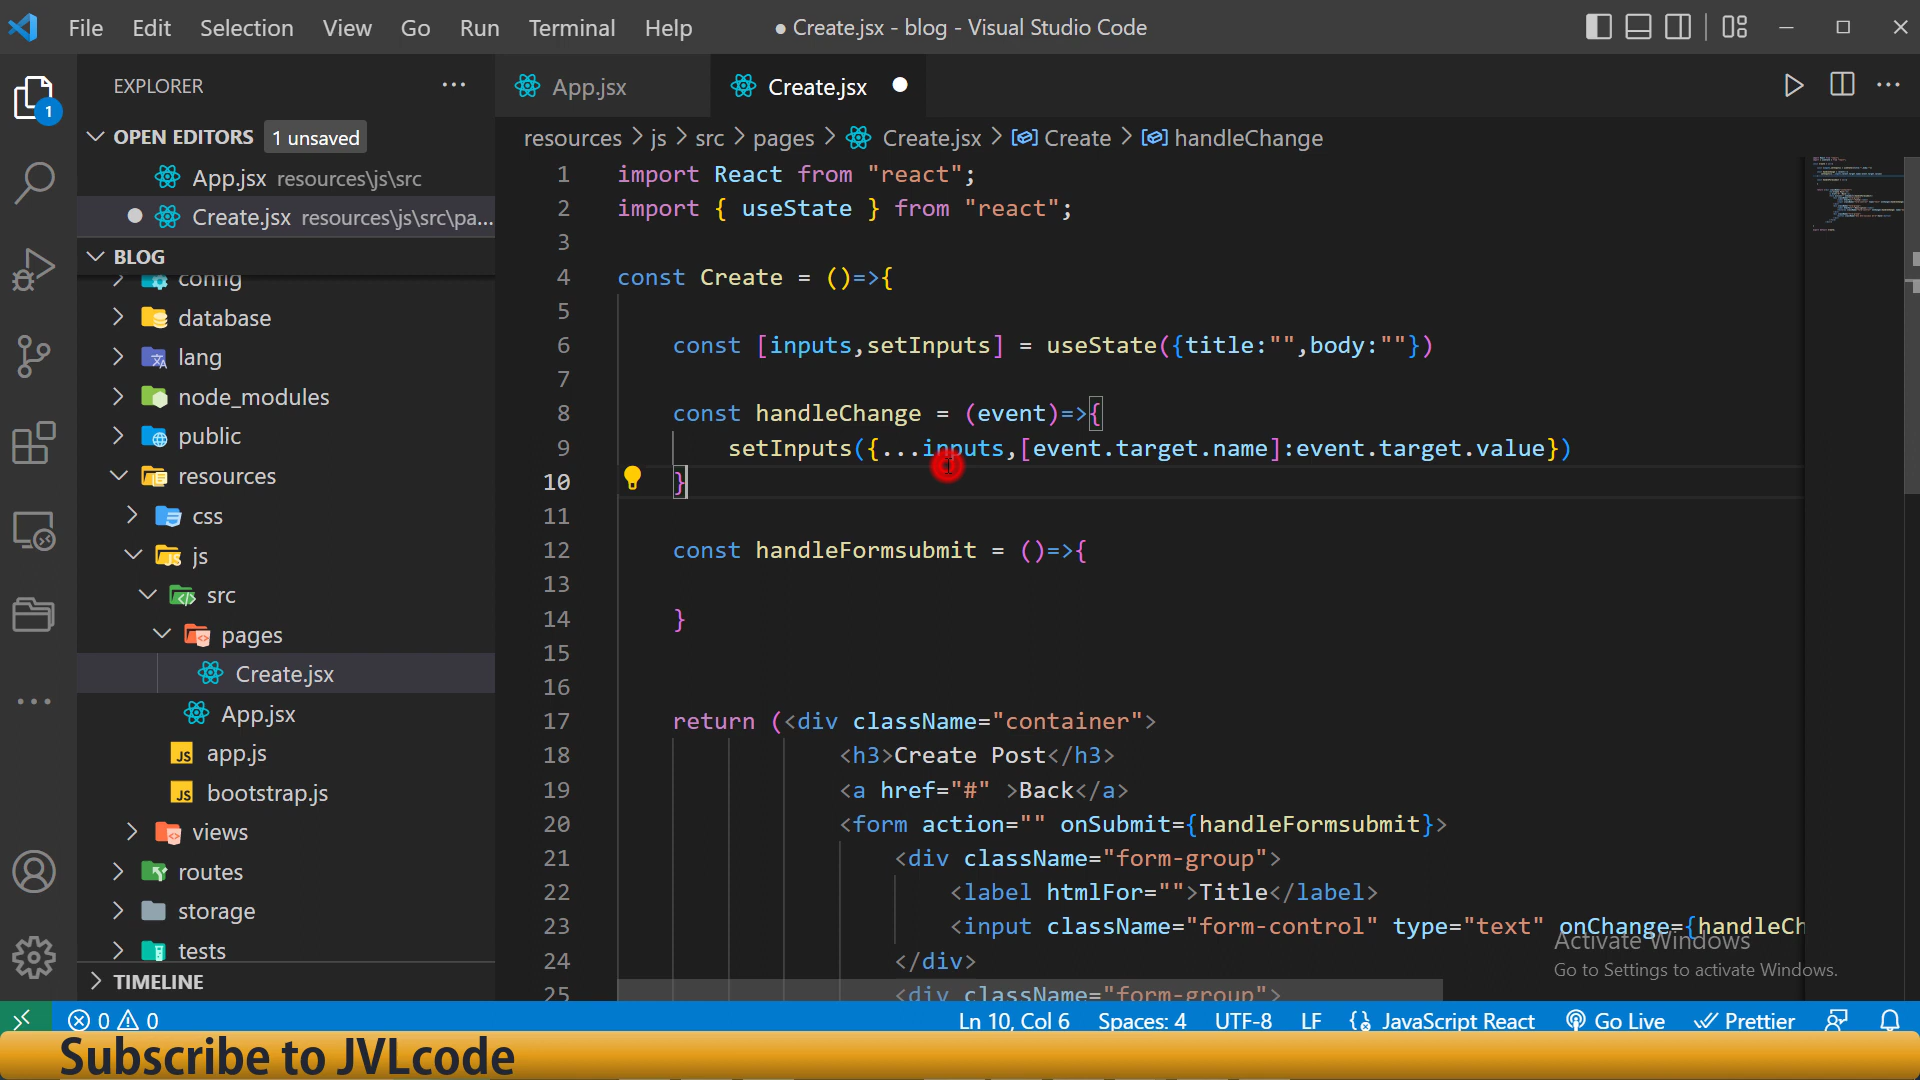 File Edit Selection View Go Run Terminal Help
● Create.jsx - blog - Visual Studio Code
EXPLORER
OPEN EDITORS 1 unsaved
App.jsx resources\js\src
Create.jsx resources\js\src\pa...
BLOG
config
database
lang
node_modules
public
resources
css
js
src
pages
Create.jsx
App.jsx
app.js
bootstrap.js
views
routes
storage
tests
TIMELINE
1
App.jsx
Create.jsx
resources > js > src > pages > Create.jsx > Create > handleChange
1 import React from "react";
2 import { useState } from "react";
3
4 const Create = ()=>{
5
6 const [inputs,setInputs] = useState({title:"",body:""})
7
8 const handleChange = (event)=>{
9 setInputs({...inputs,[event.target.name]:event.target.value})
10 }
11
12 const handleFormsubmit = ()=>{
13
14 }
15
16
17 return (<div className="container">
18 <h3>Create Post</h3>
19 <a href="#" >Back</a>
20 <form action="" onSubmit={handleFormsubmit}>
21 <div className="form-group">
22 <label htmlFor="">Title</label>
23 <input className="form-control" type="text" onChange={handleCh
24 </div>
25 <div className="form-group">
Activate Windows
Go to Settings to activate Windows.
0 0
Ln 10, Col 6 Spaces: 4 UTF-8 LF JavaScript React Go Live Prettier
Subscribe to JVLcode